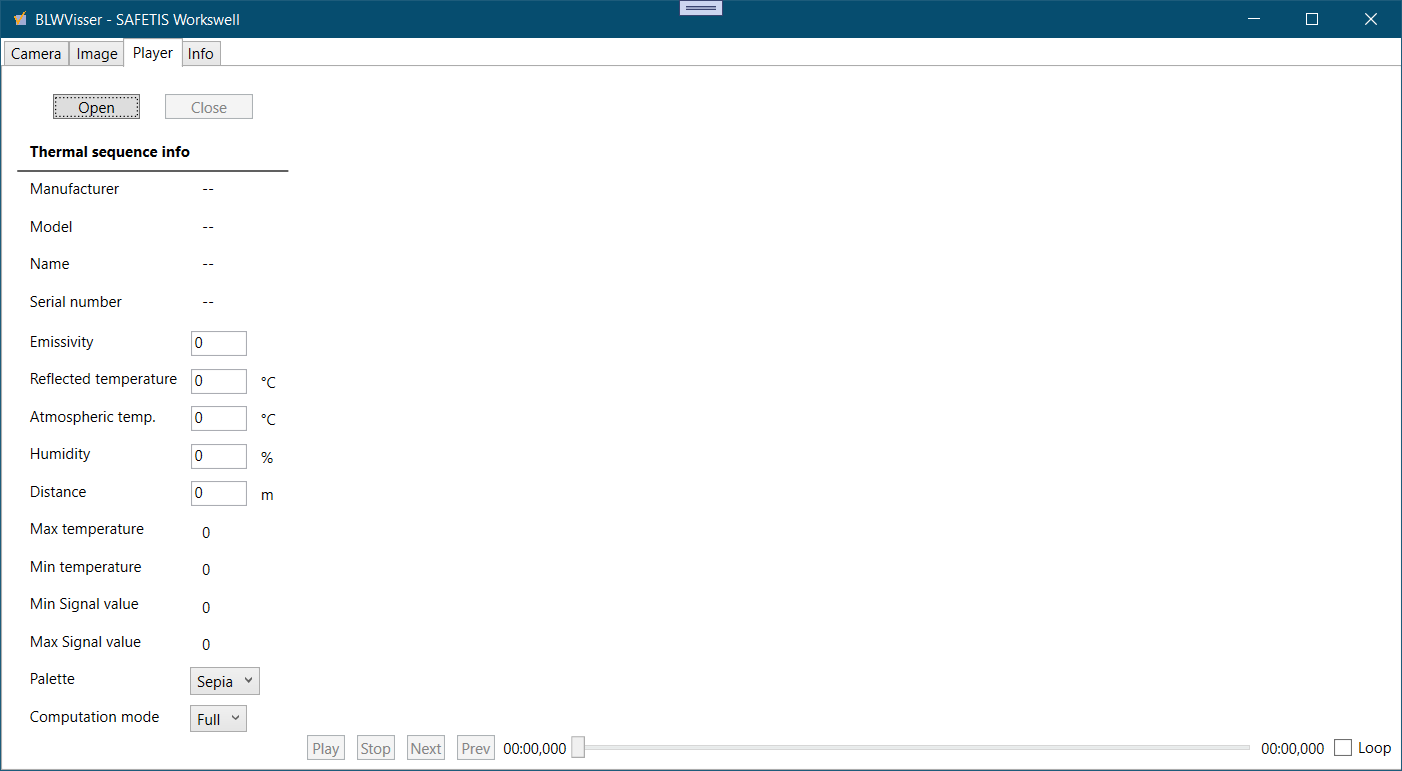 BLWVisser - SAFETIS Workswell
Camera Image Player Info
Open Close
Thermal sequence info
Manufacturer --
Model --
Name --
Serial number --
Emissivity 0
Reflected temperature 0 °C
Atmospheric temp. 0 °C
Humidity 0 %
Distance 0 m
Max temperature 0
Min temperature 0
Min Signal value 0
Max Signal value 0
Palette Sepia
Computation mode Full
Play Stop Next Prev 00:00,000 00:00,000 Loop